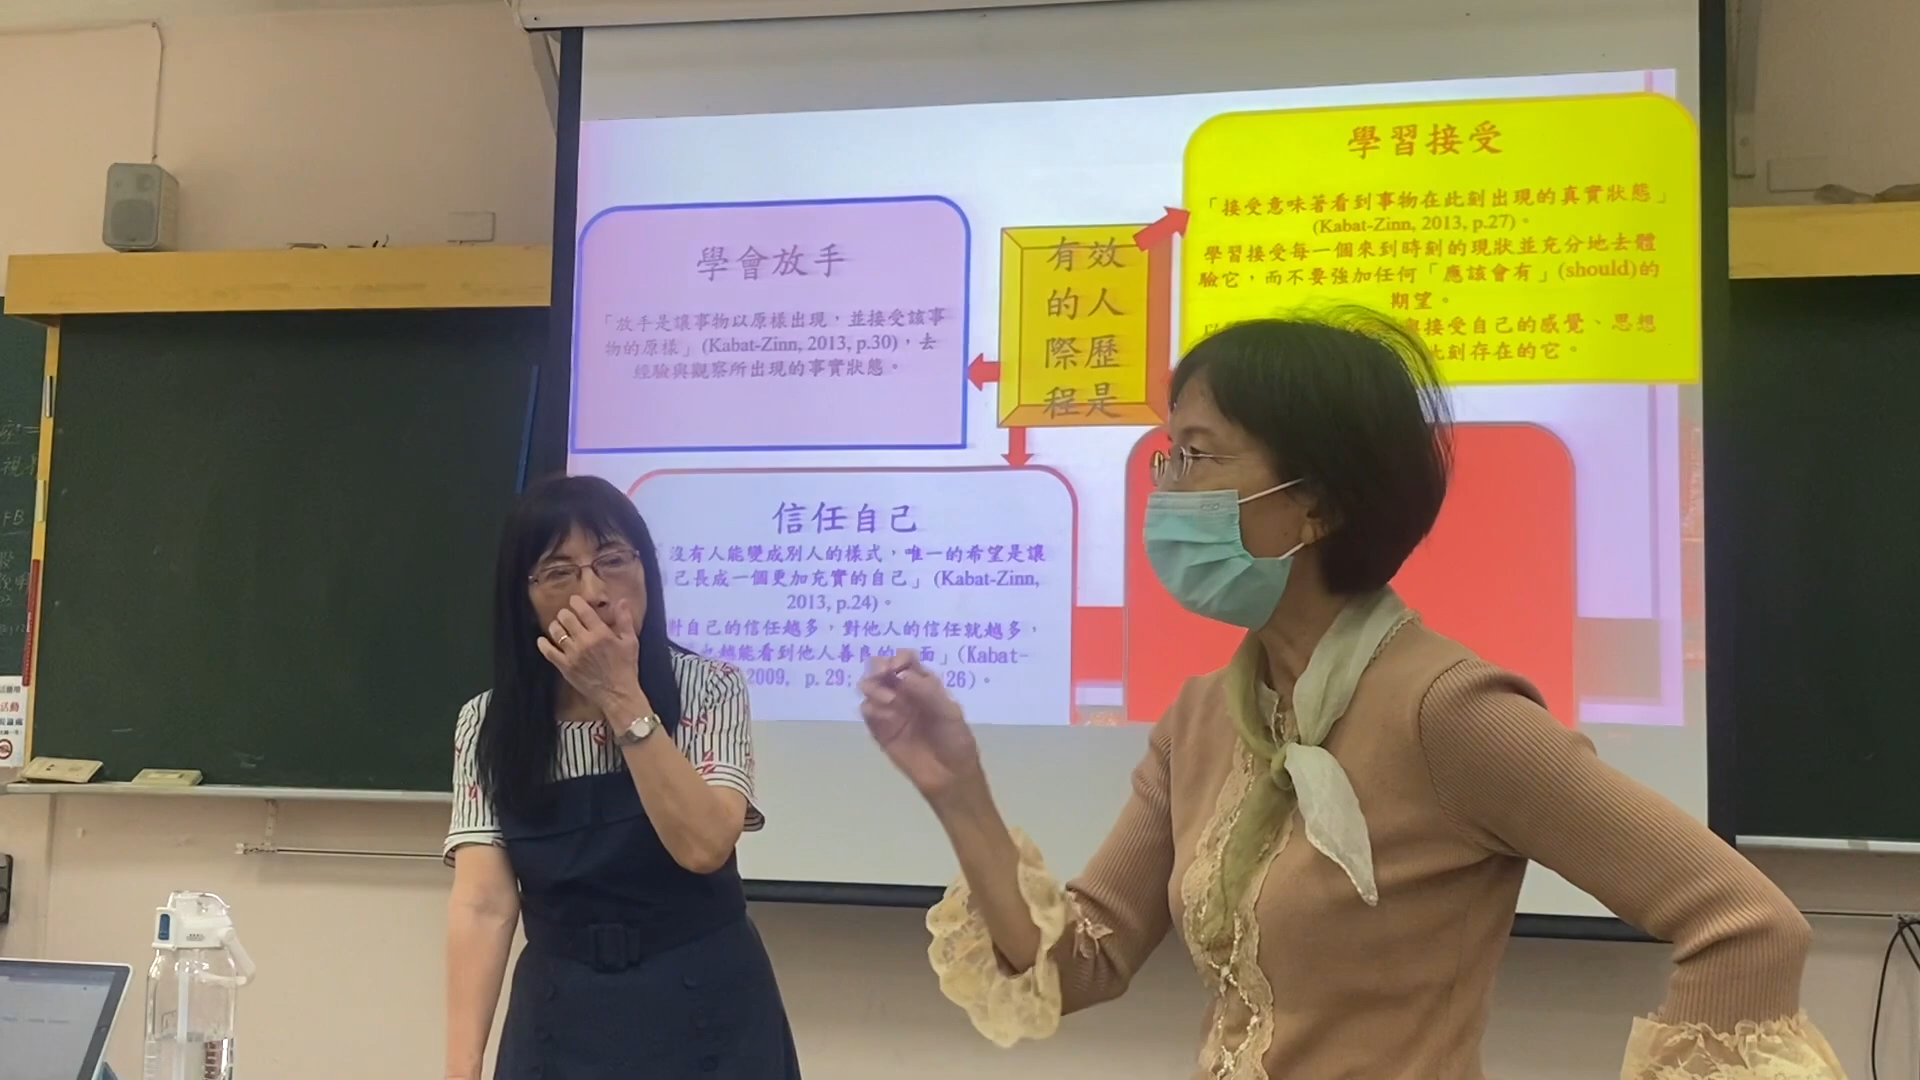 學習接受
「接受意味著看到事物在此刻出現的真實狀態」
(Kabat-Zinn, 2013, p.27)。
學習接受每一個來到時刻的現狀並充分地去體
驗它,而不要強加任何「應該會有」(should)的
期望。
接受自己的感覺、思想
此刻存在的它。
有效
的人
際歷
程是
學會放手
「放手是讓事物以原樣出現,並接受該事
物的原樣」(Kabat-Zinn, 2013, p.30),去
經驗與觀察所出現的事實狀態。
信任自己
沒有人能變成別人的樣式,唯一的希望是讓
己長成一個更加充實的自己」(Kabat-Zinn,
2013, p.24)。
對自己的信任越多,對他人的信任就越多,
也越能看到他人善良的 面」(Kabat-
2009, p.29; 26)。
FB
活動